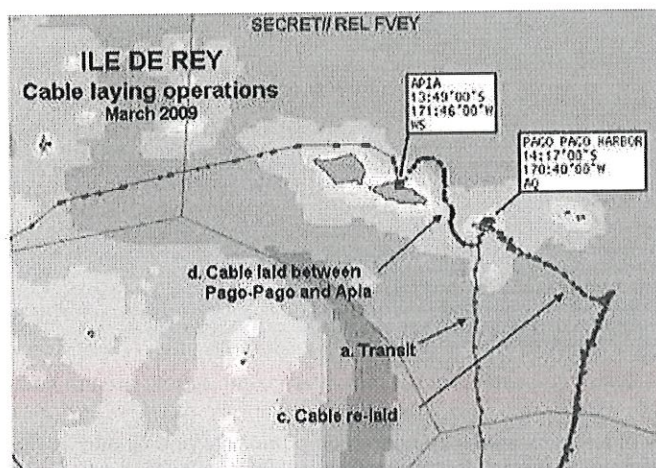 SECRET// REL FVEY
ILE DE REY
Cable laying operations
March 2009
APIA
13:49'00"S
171:46'00"W
WS
PAGO PAGO HARBOR
14:17'00"S
170:40'00"W
AQ
d. Cable laid between
Pago-Pago and Apia
a. Transit
c. Cable re-laid